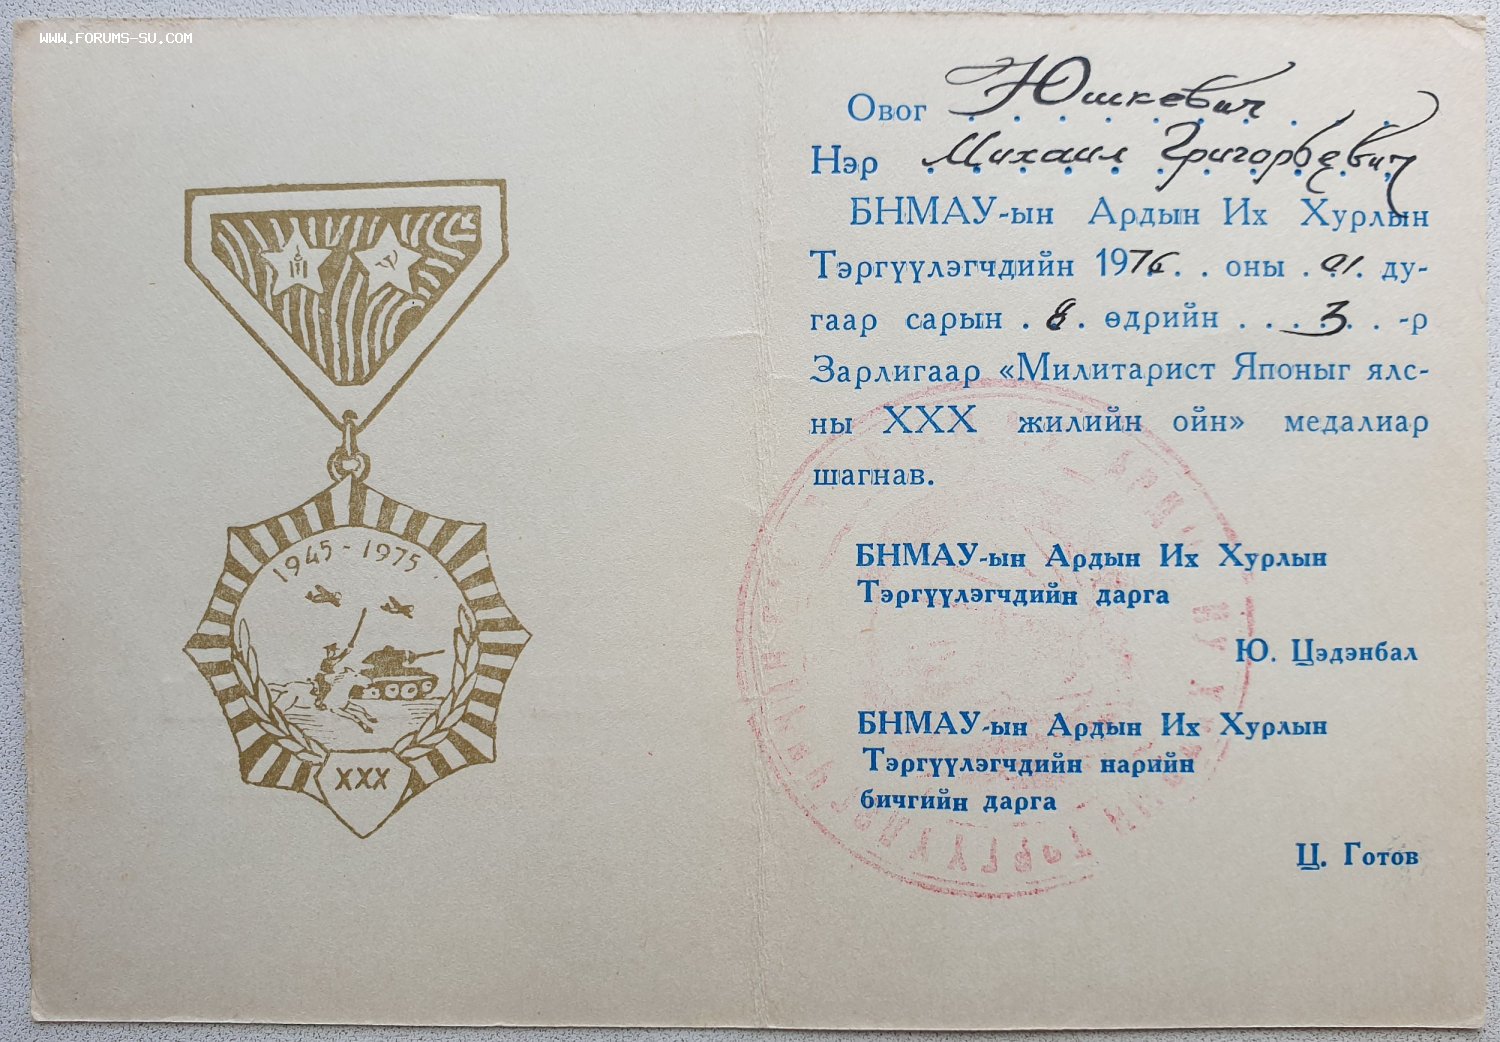 WWW.FORUMS-SU.COM
1945-1975
XXX
Овог Юшкевич
Нэр Михаил Григорьевич
БНМАУ-ын Ардын Их Хурлын
Тэргүүлэгчдийн 1976 . . оны . 01 . ду-
гаар сарын . 8 . өдрийн . . . 3 . . . -р
Зарлигаар «Милитарист Японыг ялс-
ны XXX жилийн ойн» медалиар
шагнав.
БНМАУ-ын Ардын Их Хурлын
Тэргүүлэгчдийн дарга
Ю. Цэдэнбал
БНМАУ-ын Ардын Их Хурлын
Тэргүүлэгчдийн нарийн
бичгийн дарга
Ц. Готов